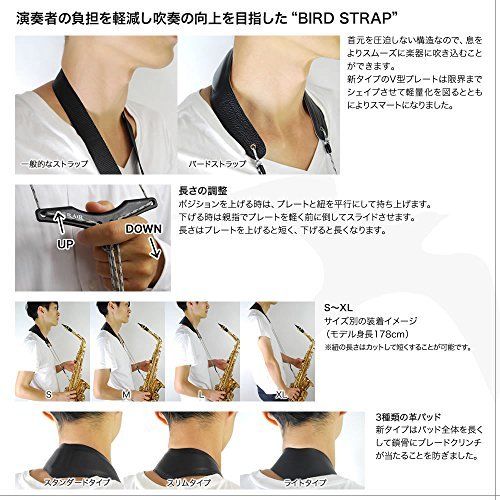 演奏者の負担を軽減し吹奏の向上を目指した “BIRD STRAP”
首元を圧迫しない構造なので、息を
よりスムーズに楽器に吹き込むこと
ができます。
新タイプのV型プレートは限界まで
シェイプさせて軽量化を図るととも
によりスマートになりました。
一般的なストラップ
バードストラップ
長さの調整
ポジションを上げる時は、プレートと紐を平行にして持ち上げます。
下げる時は親指でプレートを軽く前に倒してスライドさせます。
長さはプレートを上げると短く、下げると長くなります。
UP
DOWN
S〜XL
サイズ別の装着イメージ
（モデル身長178cm）
※紐の長さはカットして短くすることが可能です。
S
M
L
XL
3種類の革パッド
新タイプはパッド全体を長く
して鎖骨にブレードクリンチ
が当たることを防ぎました。
スタンダードタイプ
スリムタイプ
ライトタイプ